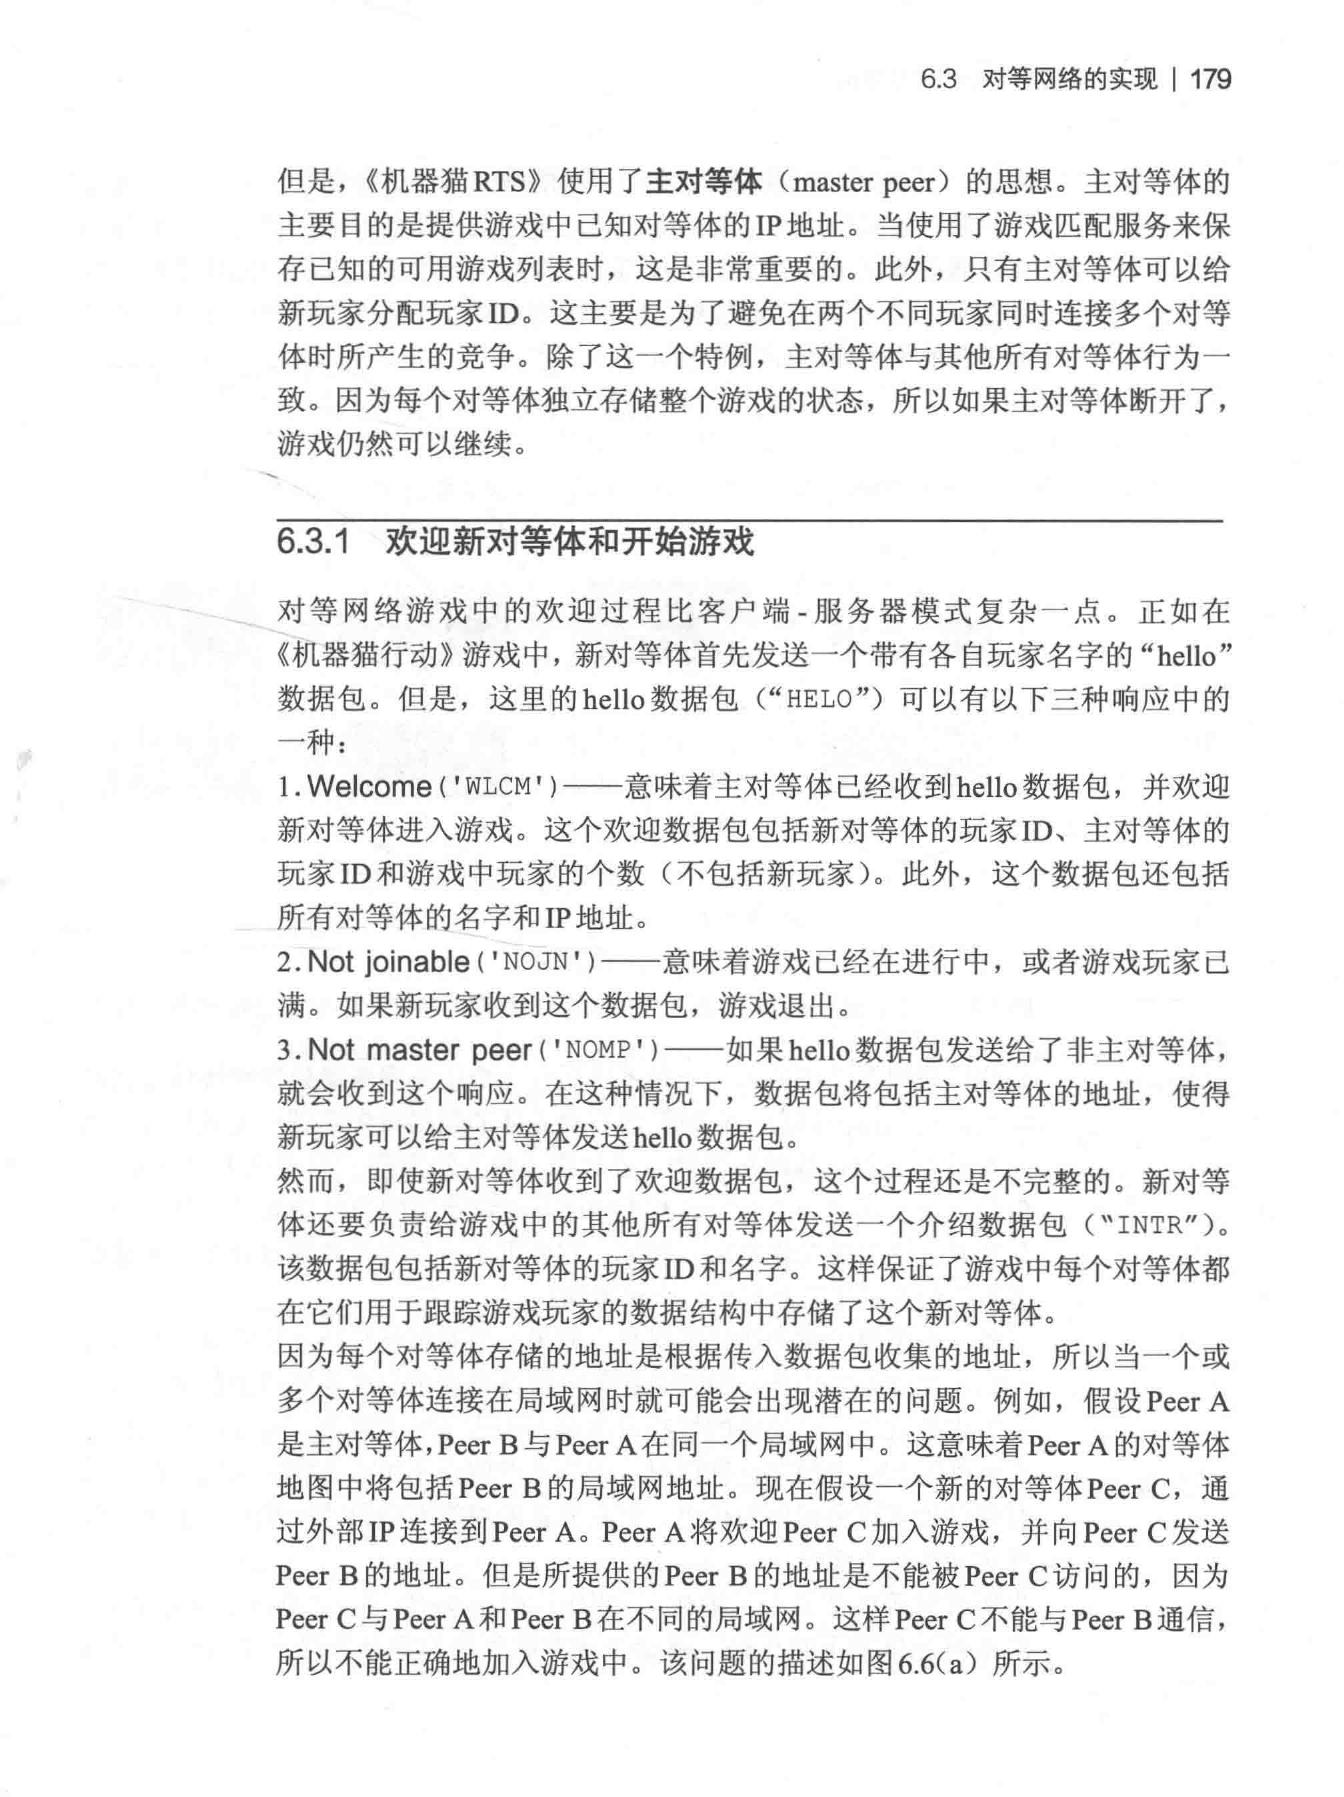 6.3 对等网络的实现 | 179
但是，《机器猫RTS》使用了主对等体（master peer）的思想。主对等体的
主要目的是提供游戏中已知对等体的IP地址。当使用了游戏匹配服务来保
存已知的可用游戏列表时，这是非常重要的。此外，只有主对等体可以给
新玩家分配玩家ID。这主要是为了避免在两个不同玩家同时连接多个对等
体时所产生的竞争。除了这一个特例，主对等体与其他所有对等体行为一
致。因为每个对等体独立存储整个游戏的状态，所以如果主对等体断开了，
游戏仍然可以继续。
6.3.1 欢迎新对等体和开始游戏
对等网络游戏中的欢迎过程比客户端-服务器模式复杂一点。正如在
《机器猫行动》游戏中，新对等体首先发送一个带有各自玩家名字的“hello”
数据包。但是，这里的hello数据包（“HELO”）可以有以下三种响应中的
一种：
1.Welcome('WLCM')——意味着主对等体已经收到hello数据包，并欢迎
新对等体进入游戏。这个欢迎数据包包括新对等体的玩家ID、主对等体的
玩家ID和游戏中玩家的个数（不包括新玩家）。此外，这个数据包还包括
所有对等体的名字和IP地址。
2.Not joinable('NOJN')——意味着游戏已经在进行中，或者游戏玩家已
满。如果新玩家收到这个数据包，游戏退出。
3.Not master peer('NOMP')——如果hello数据包发送给了非主对等体，
就会收到这个响应。在这种情况下，数据包将包括主对等体的地址，使得
新玩家可以给主对等体发送hello数据包。
然而，即使新对等体收到了欢迎数据包，这个过程还是不完整的。新对等
体还要负责给游戏中的其他所有对等体发送一个介绍数据包（“INTR”）。
该数据包包括新对等体的玩家ID和名字。这样保证了游戏中每个对等体都
在它们用于跟踪游戏玩家的数据结构中存储了这个新对等体。
因为每个对等体存储的地址是根据传入数据包收集的地址，所以当一个或
多个对等体连接在局域网时就可能会出现潜在的问题。例如，假设Peer A
是主对等体，Peer B与Peer A在同一个局域网中。这意味着Peer A的对等体
地图中将包括Peer B的局域网地址。现在假设一个新的对等体Peer C，通
过外部IP连接到Peer A。Peer A将欢迎Peer C加入游戏，并向Peer C发送
Peer B的地址。但是所提供的Peer B的地址是不能被Peer C访问的，因为
Peer C与Peer A和Peer B在不同的局域网。这样Peer C不能与Peer B通信，
所以不能正确地加入游戏中。该问题的描述如图6.6(a）所示。